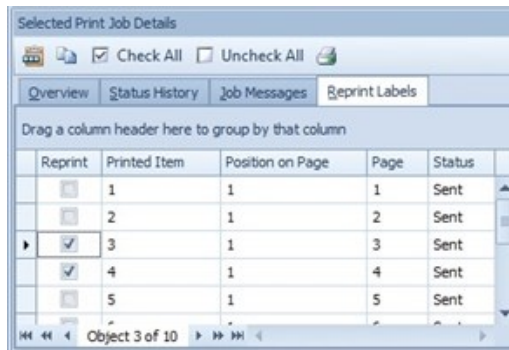 Selected Print Job Details
Check All Uncheck All
Overview Status History Job Messages Reprint Labels
Drag a column header here to group by that column
Reprint Printed Item Position on Page Page Status
1 1 1 Sent
2 1 2 Sent
3 1 3 Sent
4 1 4 Sent
5 1 5 Sent
Object 3 of 10